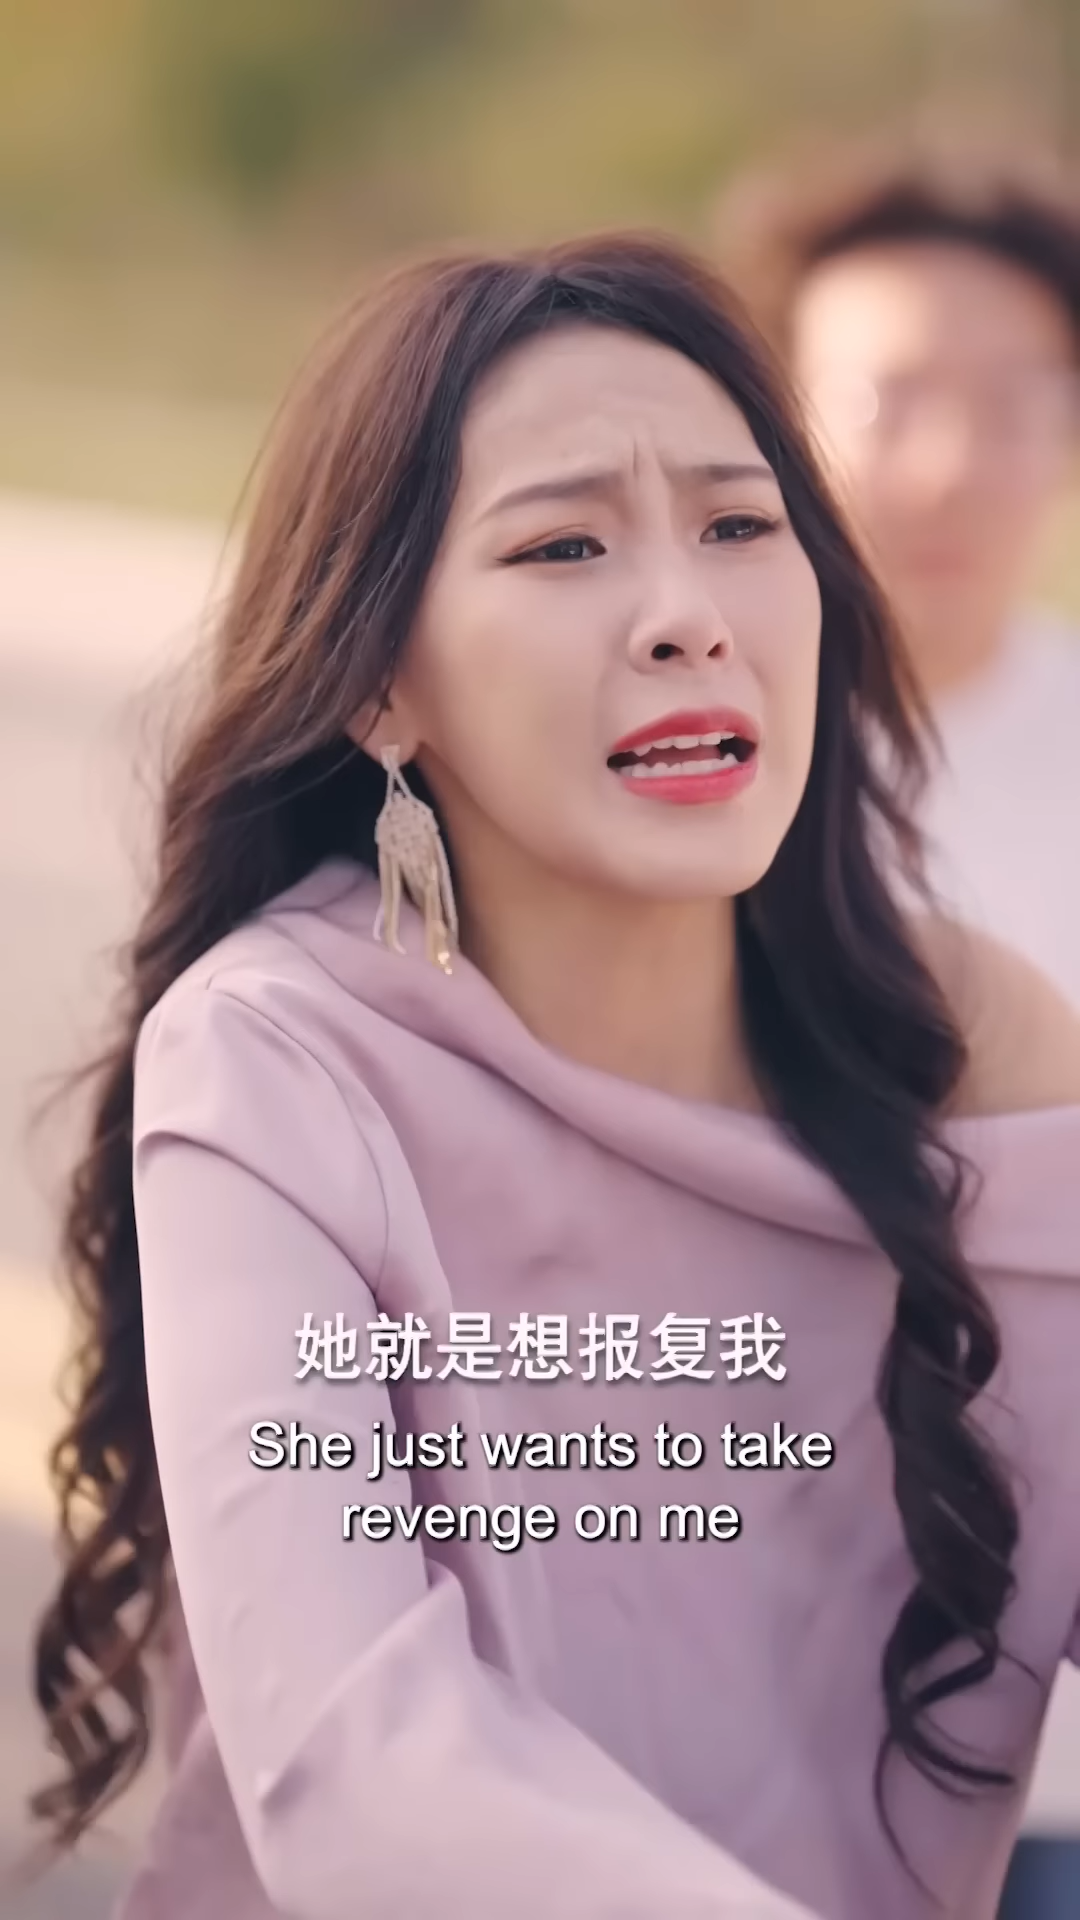 她就是想报复我
She just wants to take
revenge on me